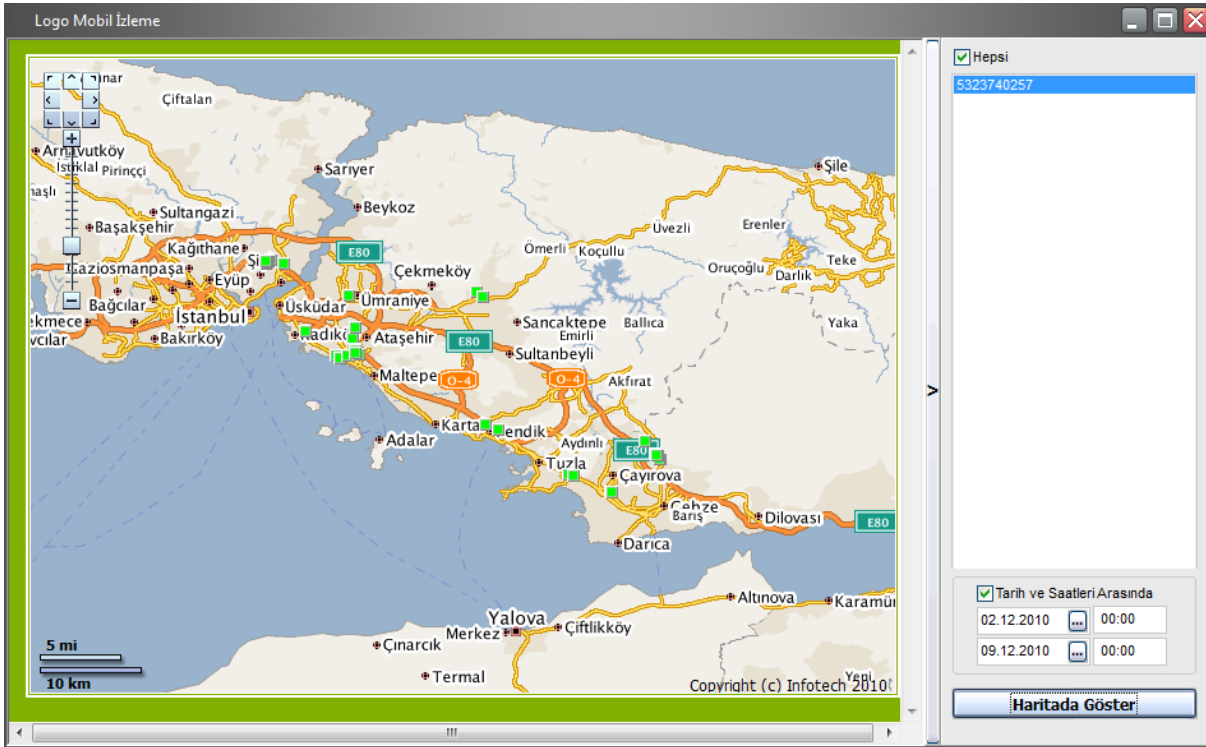 Logo Mobil İzleme
Hepsi
5323740257
Çiftalan
Arnavutköy
İstiklal Pirinççi
Sarıyer
Şile
Sultangazi
Beykoz
Başakşehir
Üvezli
Erenler
Kağıthane
E80
Ömerli
Koçullu
Teke
Gaziosmanpaşa
Çekmeköy
Oruçoğlu
Darlık
Eyüp
Bağcılar
Üsküdar
Ümraniye
İstanbul
Sancaktepe
Ballıca
Yaka
Emirli
Bakırköy
Ataşehir
E80
Sultanbeyli
Maltepe
O-4
O-4
Akfırat
>
Adalar
Aydınlı
E80
Tuzla
Çayırova
Gebze
Barış
Dilovası
E80
Darıca
Altınova
Yalova
Merkez
Çiftlikköy
Çınarcık
5 mi
10 km
Termal
Yeni
Copyright (c) Infotech 2010
Tarih ve Saatleri Arasında
02.12.2010 ... 00:00
09.12.2010 ... 00:00
Haritada Göster